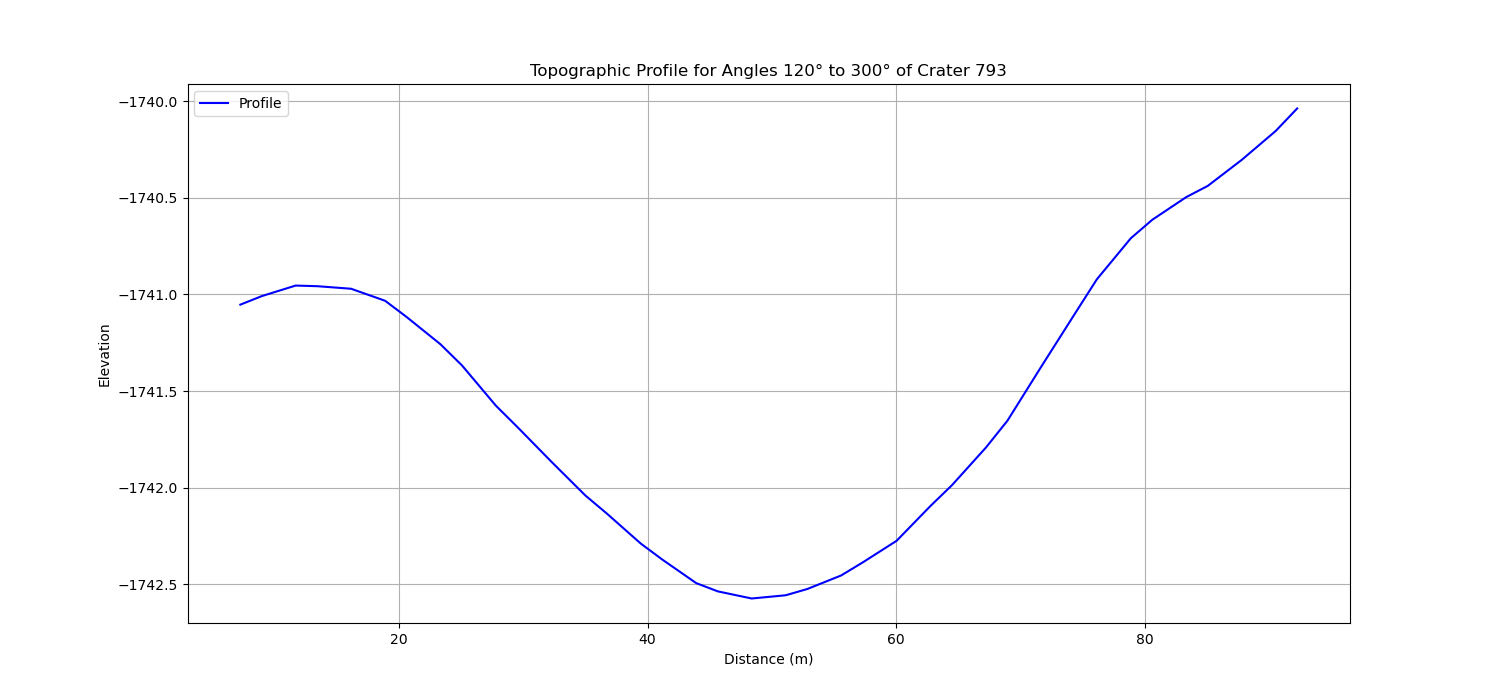 Topographic Profile for Angles 120° to 300° of Crater 793
Profile
−1740.0
−1740.5
−1741.0
−1741.5
−1742.0
−1742.5
Elevation
20
40
60
80
Distance (m)